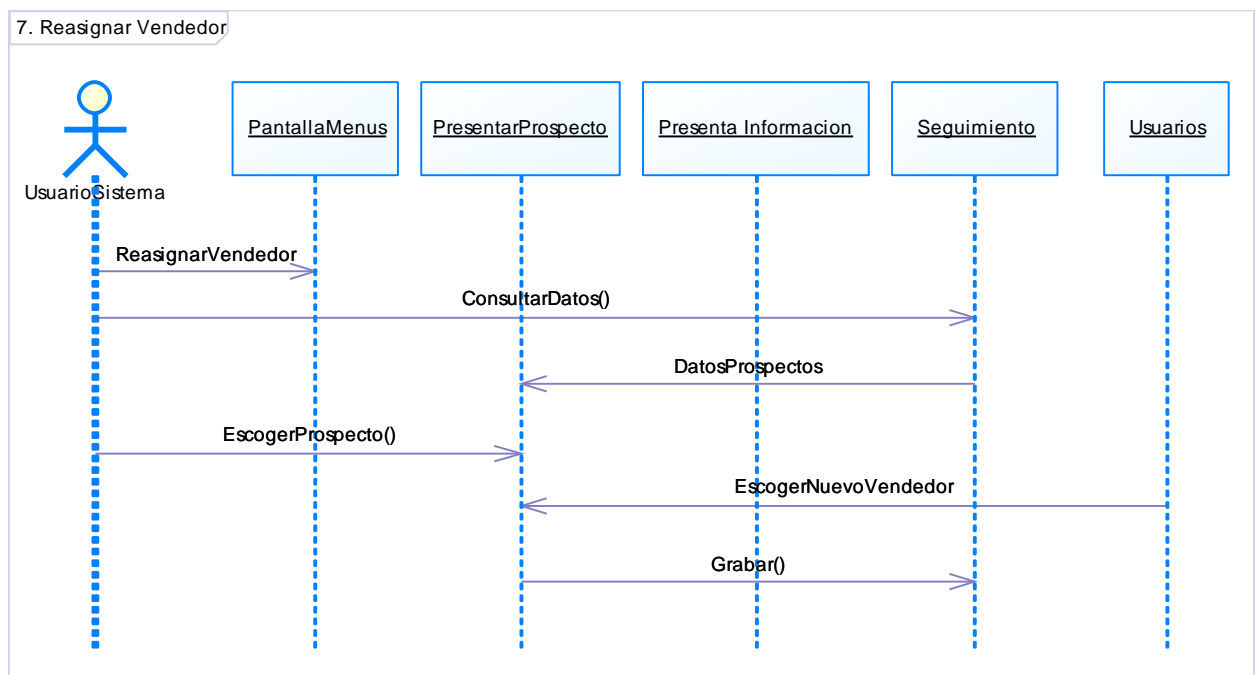 7. Reasignar Vendedor
UsuarioSistema
PantallaMenus
PresentarProspecto
Presenta Informacion
Seguimiento
Usuarios
ReasignarVendedor
ConsultarDatos()
DatosProspectos
EscogerProspecto()
EscogerNuevoVendedor
Grabar()